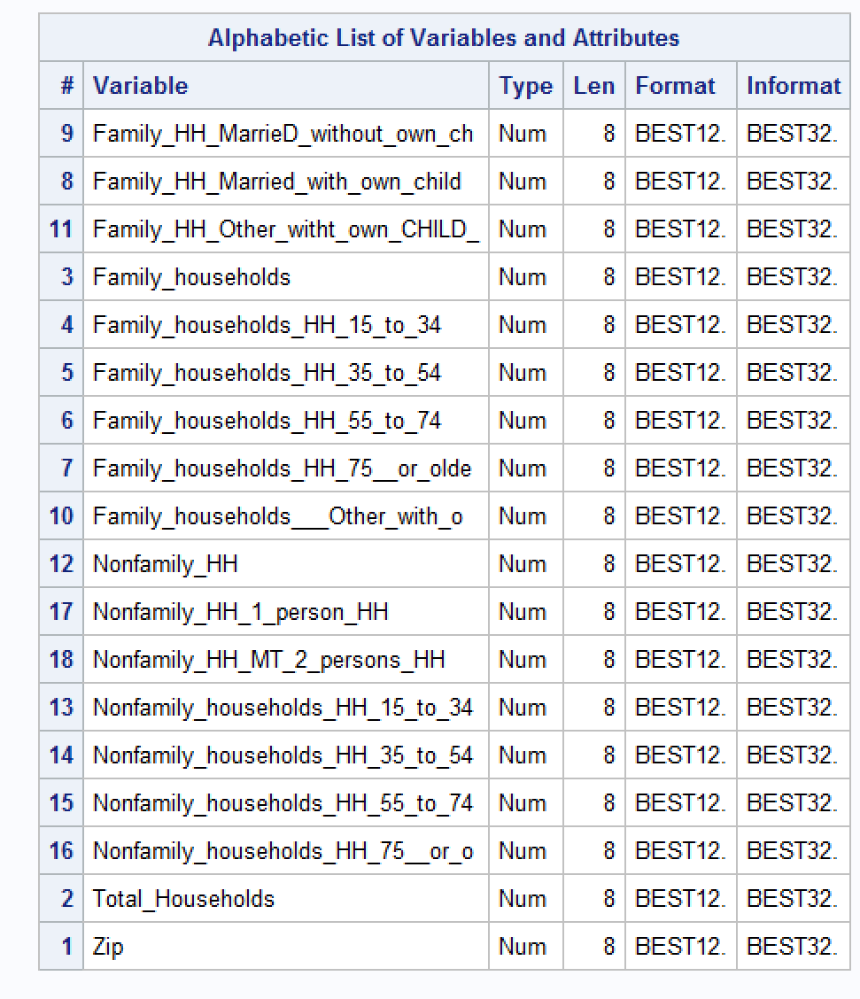 Alphabetic List of Variables and Attributes
# Variable Type Len Format Informat
9 Family_HH_MarrieD_without_own_ch Num 8 BEST12. BEST32.
8 Family_HH_Married_with_own_child Num 8 BEST12. BEST32.
11 Family_HH_Other_witht_own_CHILD_ Num 8 BEST12. BEST32.
3 Family_households Num 8 BEST12. BEST32.
4 Family_households_HH_15_to_34 Num 8 BEST12. BEST32.
5 Family_households_HH_35_to_54 Num 8 BEST12. BEST32.
6 Family_households_HH_55_to_74 Num 8 BEST12. BEST32.
7 Family_households_HH_75__or_olde Num 8 BEST12. BEST32.
10 Family_households___Other_with_o Num 8 BEST12. BEST32.
12 Nonfamily_HH Num 8 BEST12. BEST32.
17 Nonfamily_HH_1_person_HH Num 8 BEST12. BEST32.
18 Nonfamily_HH_MT_2_persons_HH Num 8 BEST12. BEST32.
13 Nonfamily_households_HH_15_to_34 Num 8 BEST12. BEST32.
14 Nonfamily_households_HH_35_to_54 Num 8 BEST12. BEST32.
15 Nonfamily_households_HH_55_to_74 Num 8 BEST12. BEST32.
16 Nonfamily_households_HH_75__or_o Num 8 BEST12. BEST32.
2 Total_Households Num 8 BEST12. BEST32.
1 Zip Num 8 BEST12. BEST32.